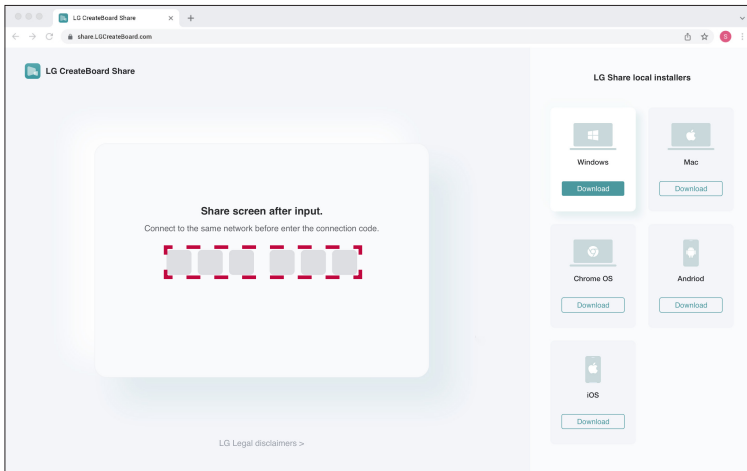 LG CreateBoard Share
share.LGCreateBoard.com
S
LG CreateBoard Share
Share screen after input.
Connect to the same network before enter the connection code.
LG Legal disclaimers >
LG Share local installers
Windows
Download
Mac
Download
Chrome OS
Download
Andriod
Download
iOS
Download